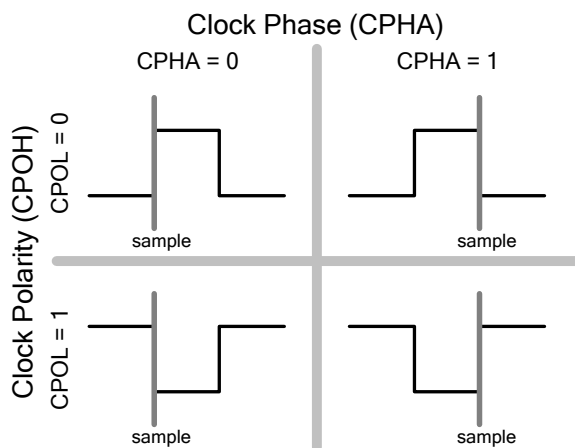 Clock Phase (CPHA)
CPHA = 0
CPHA = 1
Clock Polarity (CPOH)
CPOL = 0
sample
sample
CPOL = 1
sample
sample